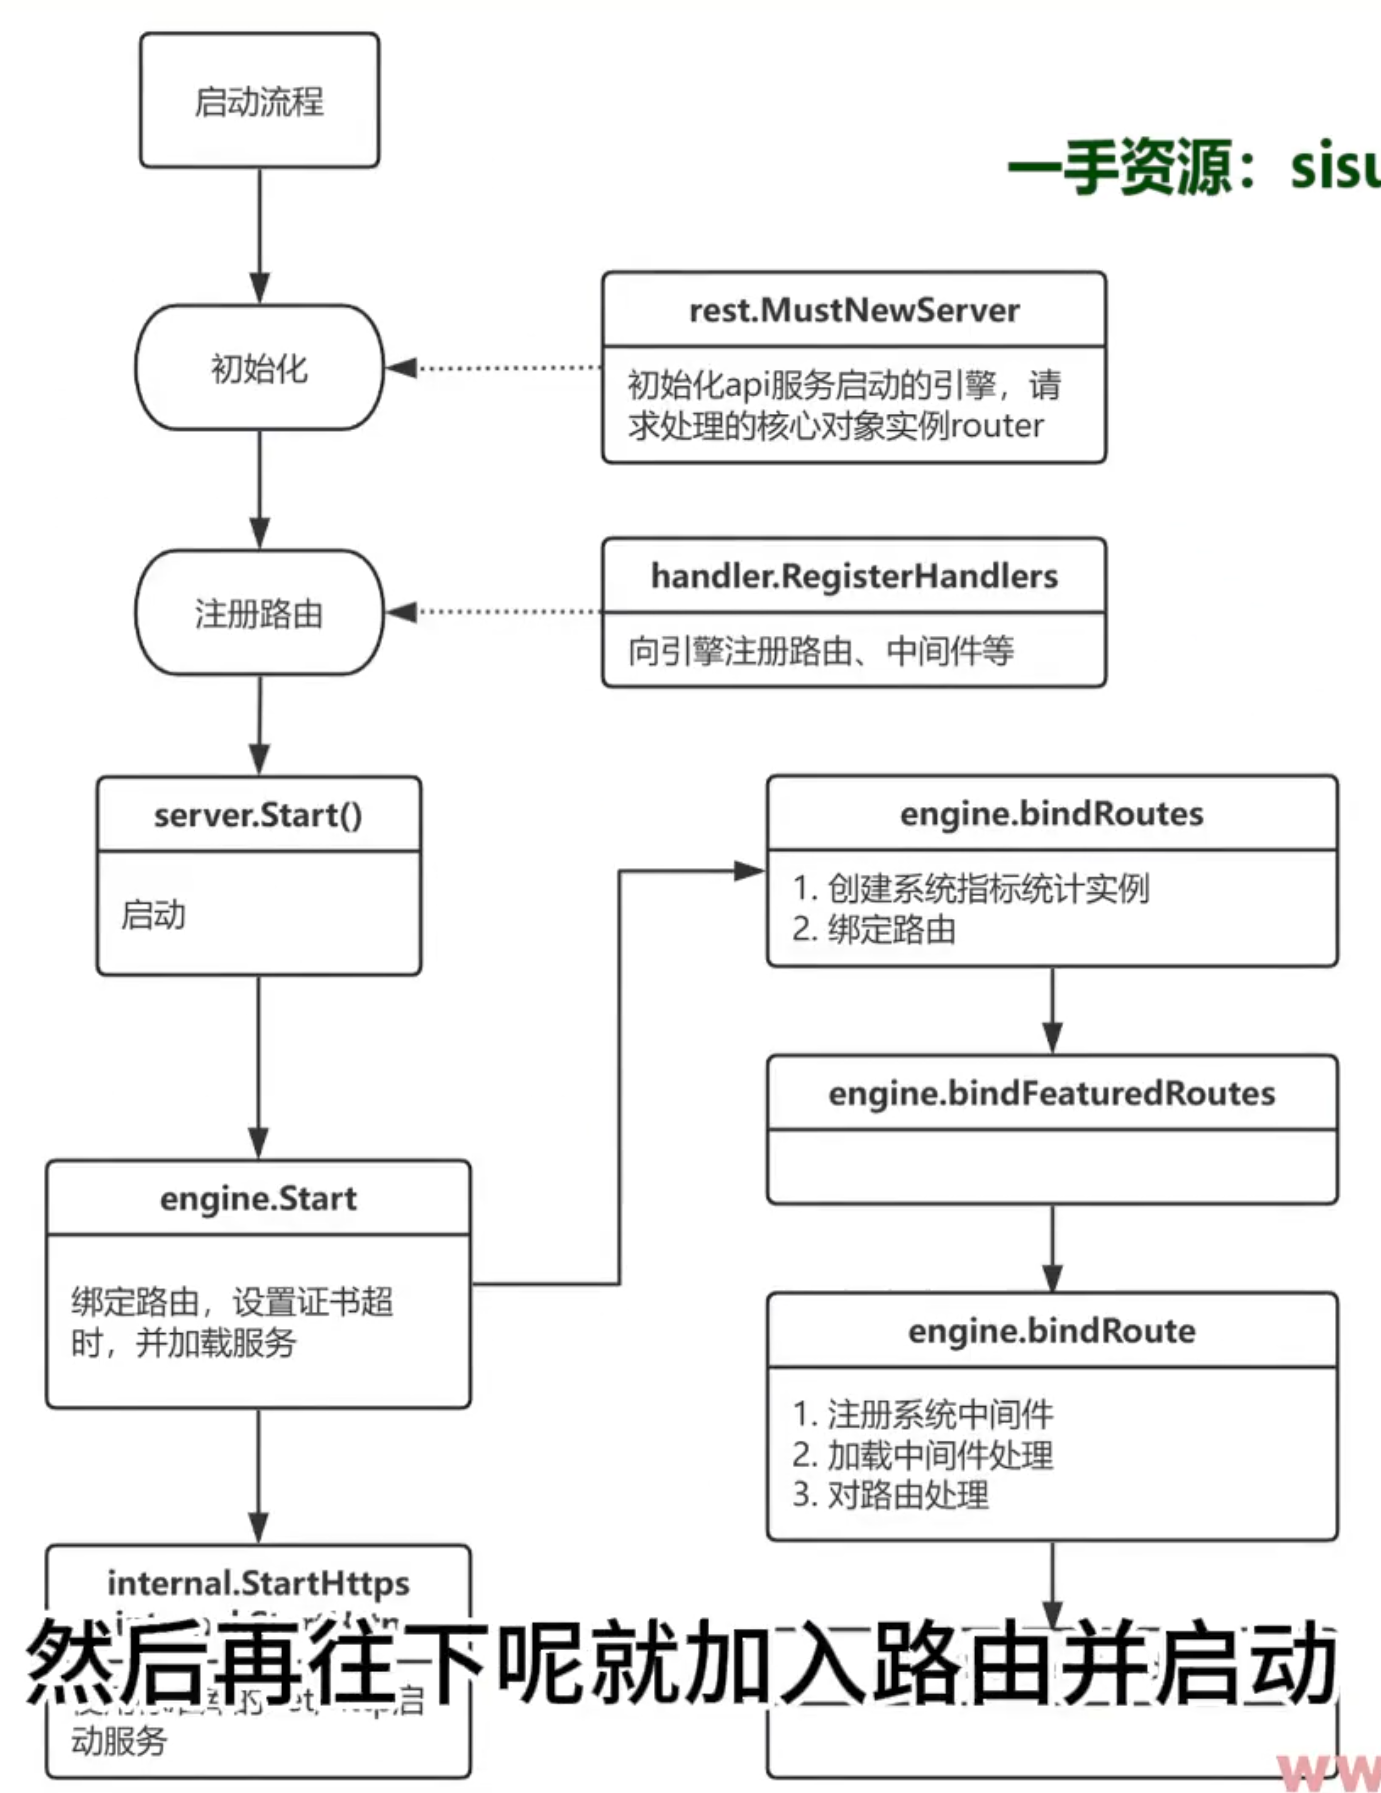 启动流程
一手资源：sisu
初始化
rest.MustNewServer
初始化api服务启动的引擎，请
求处理的核心对象实例router
注册路由
handler.RegisterHandlers
向引擎注册路由、中间件等
server.Start()
启动
engine.bindRoutes
1. 创建系统指标统计实例
2. 绑定路由
engine.bindFeaturedRoutes
engine.Start
绑定路由，设置证书超
时，并加载服务
engine.bindRoute
1. 注册系统中间件
2. 加载中间件处理
3. 对路由处理
internal.StartHttps
然后再往下呢就加入路由并启动
动服务